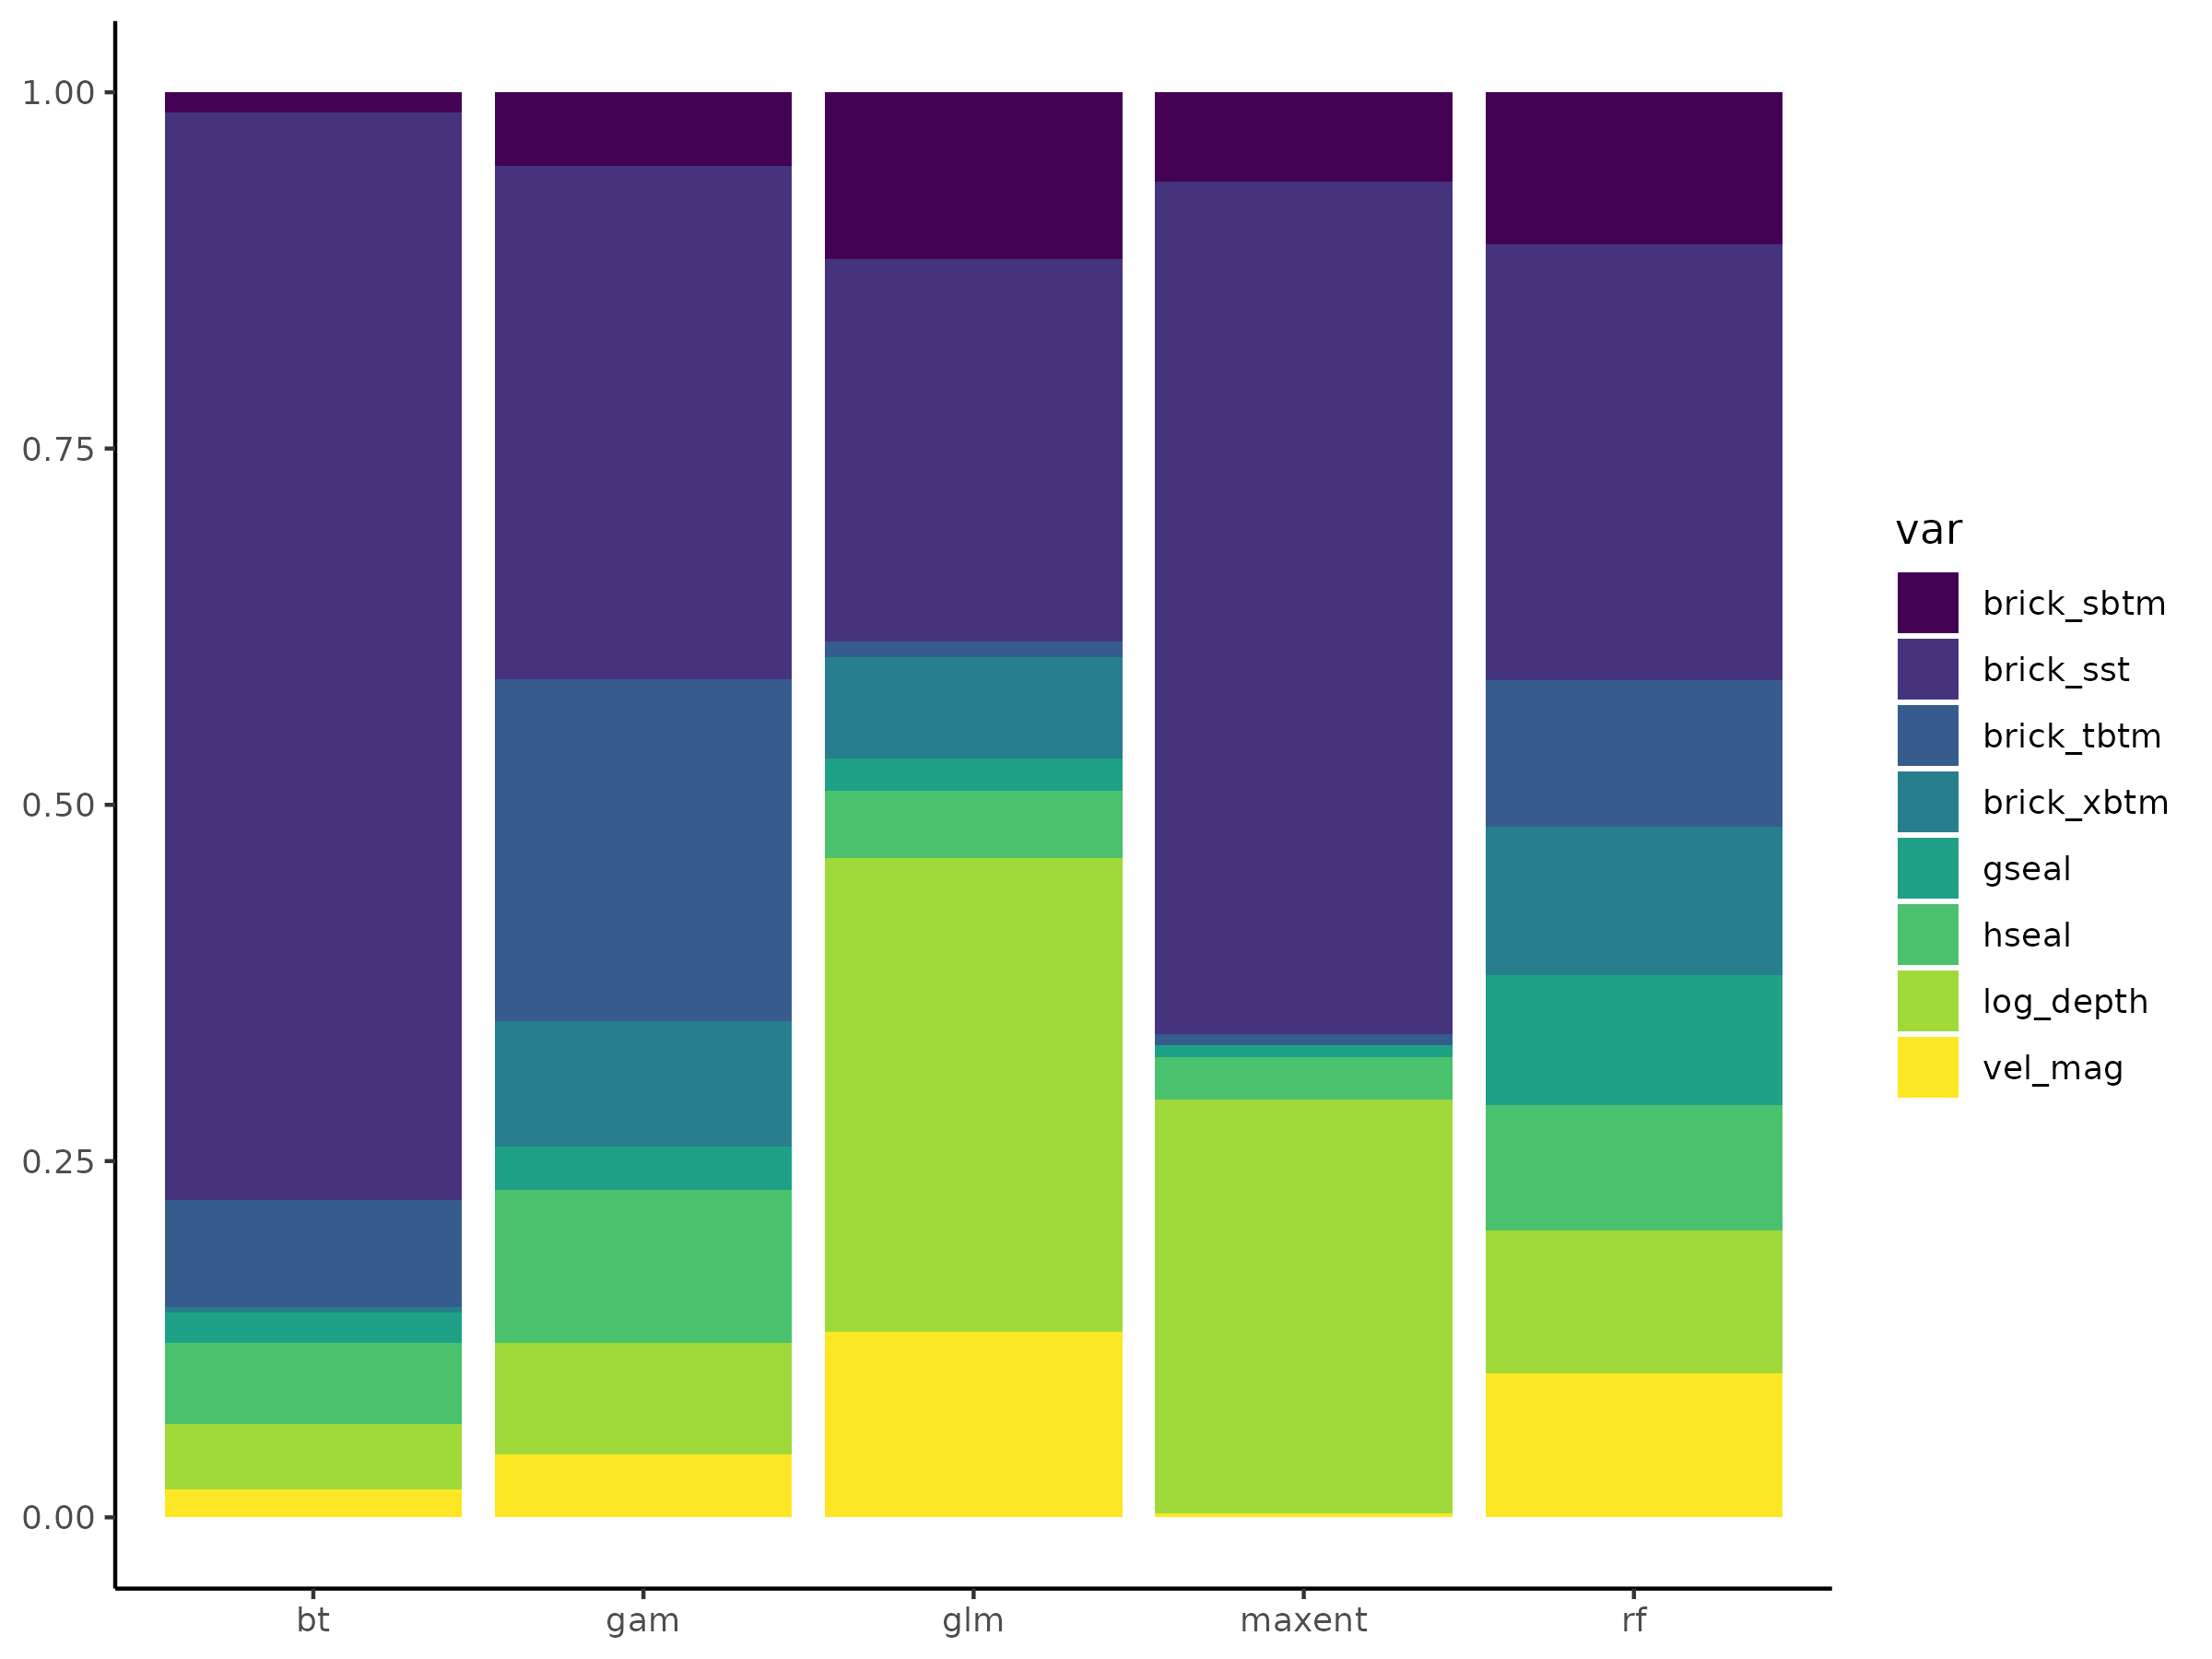 1.00
0.75
0.50
0.25
0.00
bt
gam
glm
maxent
rf
var
brick_sbtm
brick_sst
brick_tbtm
brick_xbtm
gseal
hseal
log_depth
vel_mag